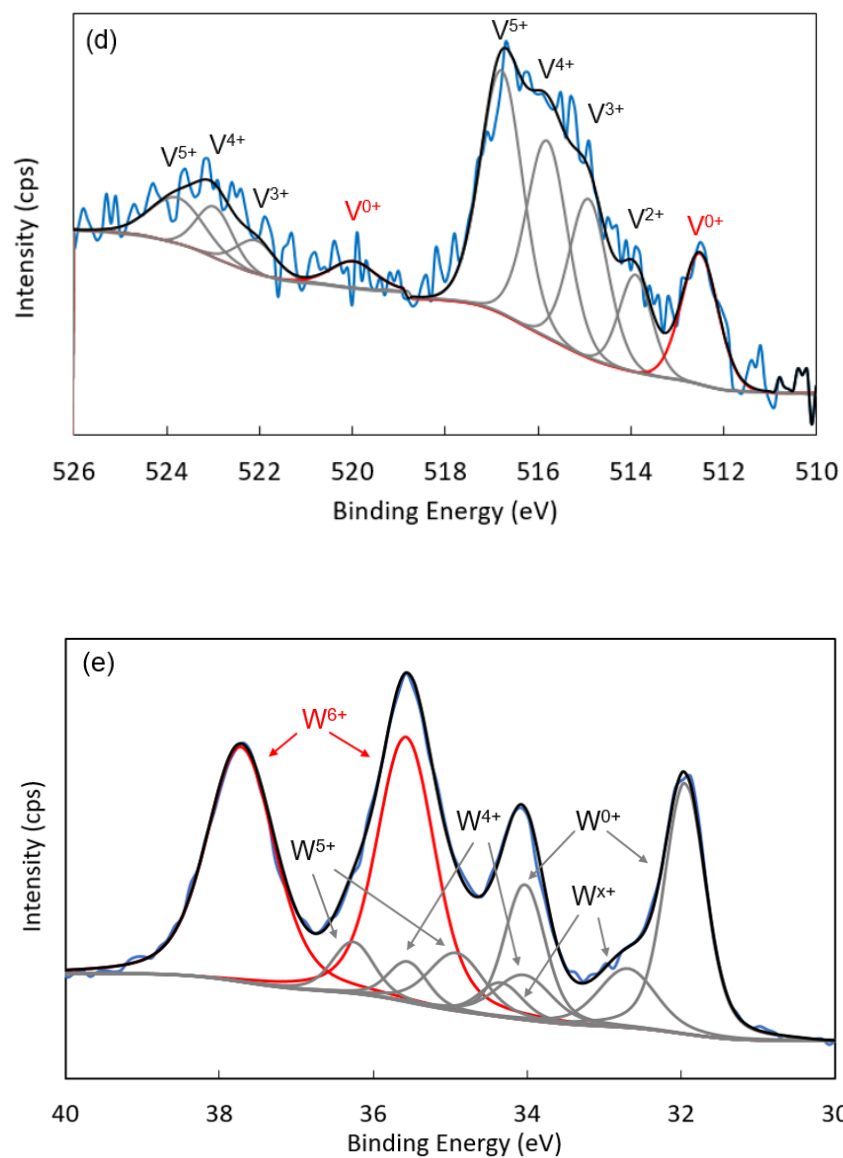 (d)
V⁵⁺
V⁴⁺
V³⁺
V⁵⁺
V⁴⁺
V³⁺
V⁰⁺
V²⁺
V⁰⁺
Intensity (cps)
526 524 522 520 518 516 514 512 510
Binding Energy (eV)
(e)
W⁶⁺
W⁵⁺
W⁴⁺
W⁰⁺
Wˣ⁺
Intensity (cps)
40 38 36 34 32 30
Binding Energy (eV)